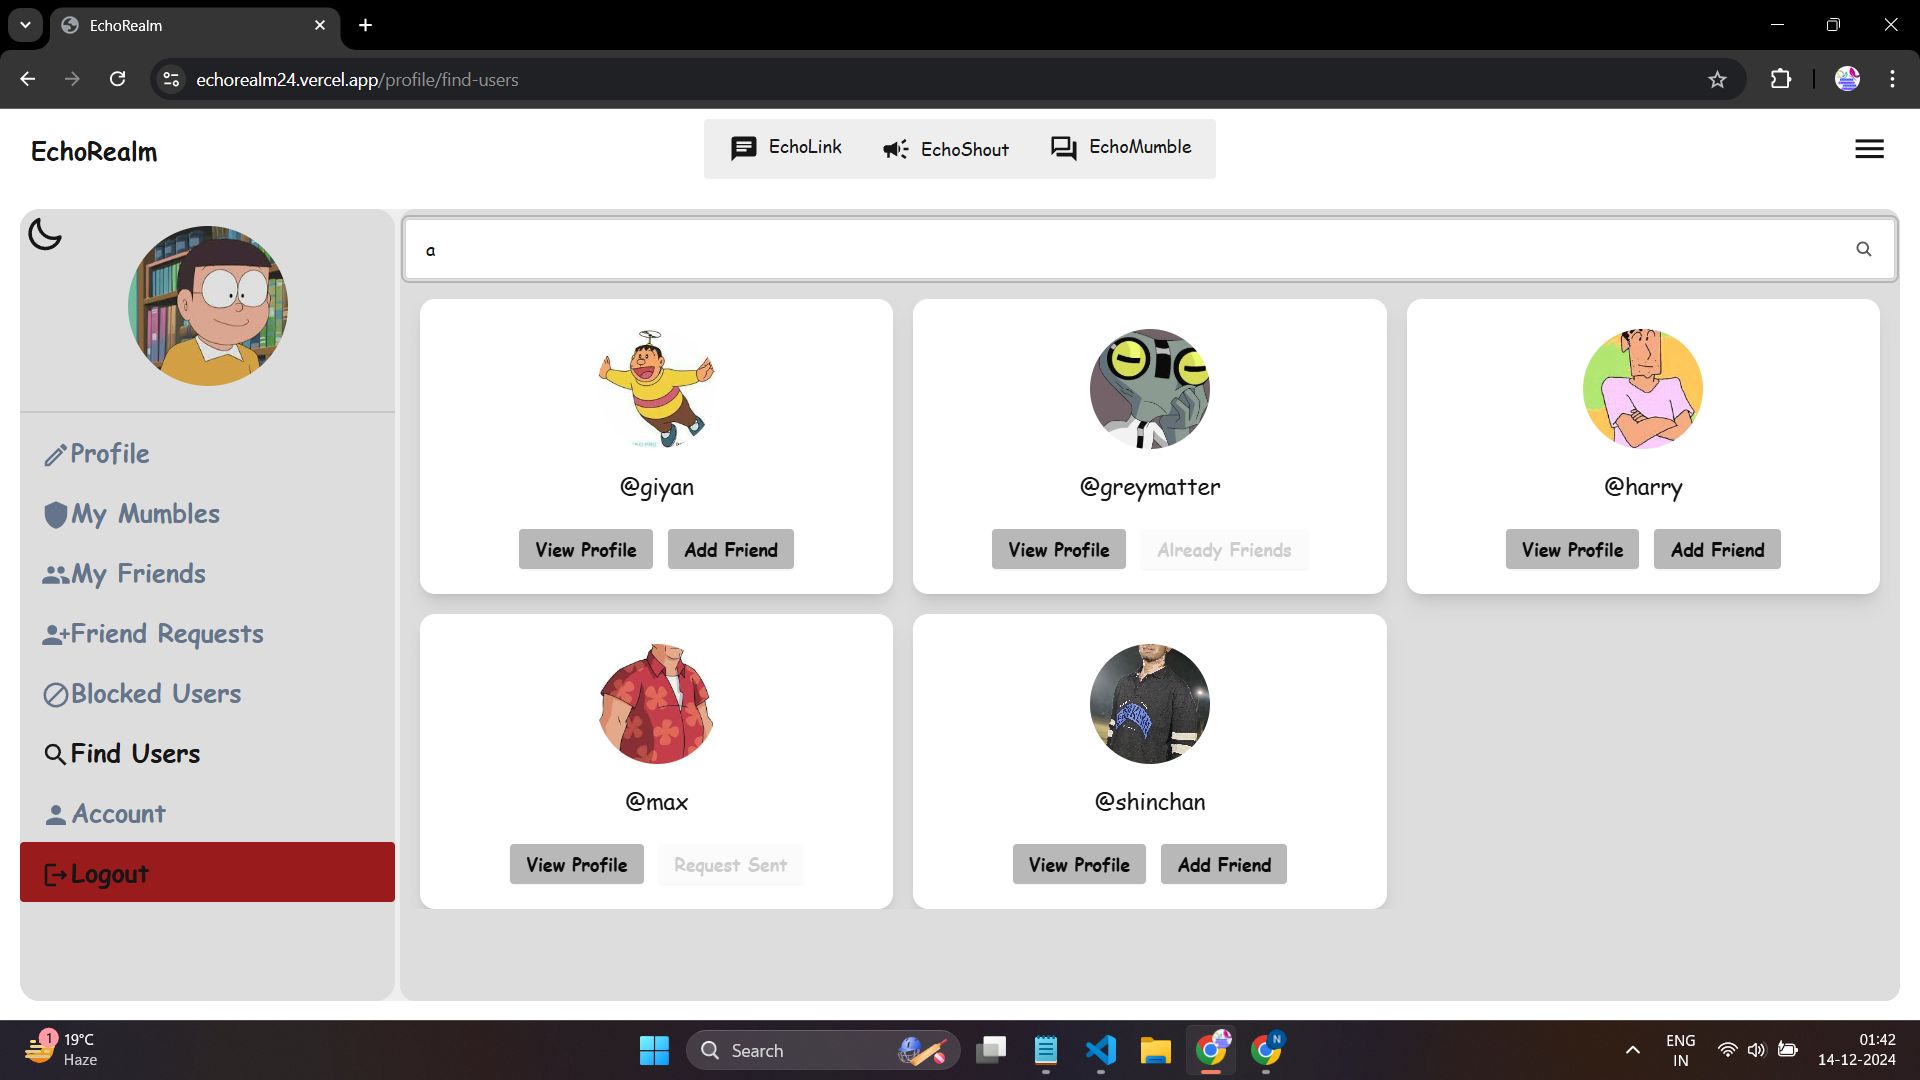 EchoRealm
echorealm24.vercel.app/profile/find-users
EchoRealm
EchoLink
EchoShout
EchoMumble
a
Profile
My Mumbles
My Friends
Friend Requests
Blocked Users
Find Users
Account
Logout
@giyan
View Profile
Add Friend
@greymatter
View Profile
Already Friends
@harry
View Profile
Add Friend
@max
View Profile
Request Sent
@shinchan
View Profile
Add Friend
1
19°C
Haze
Search
N
ENG
IN
01:42
14-12-2024